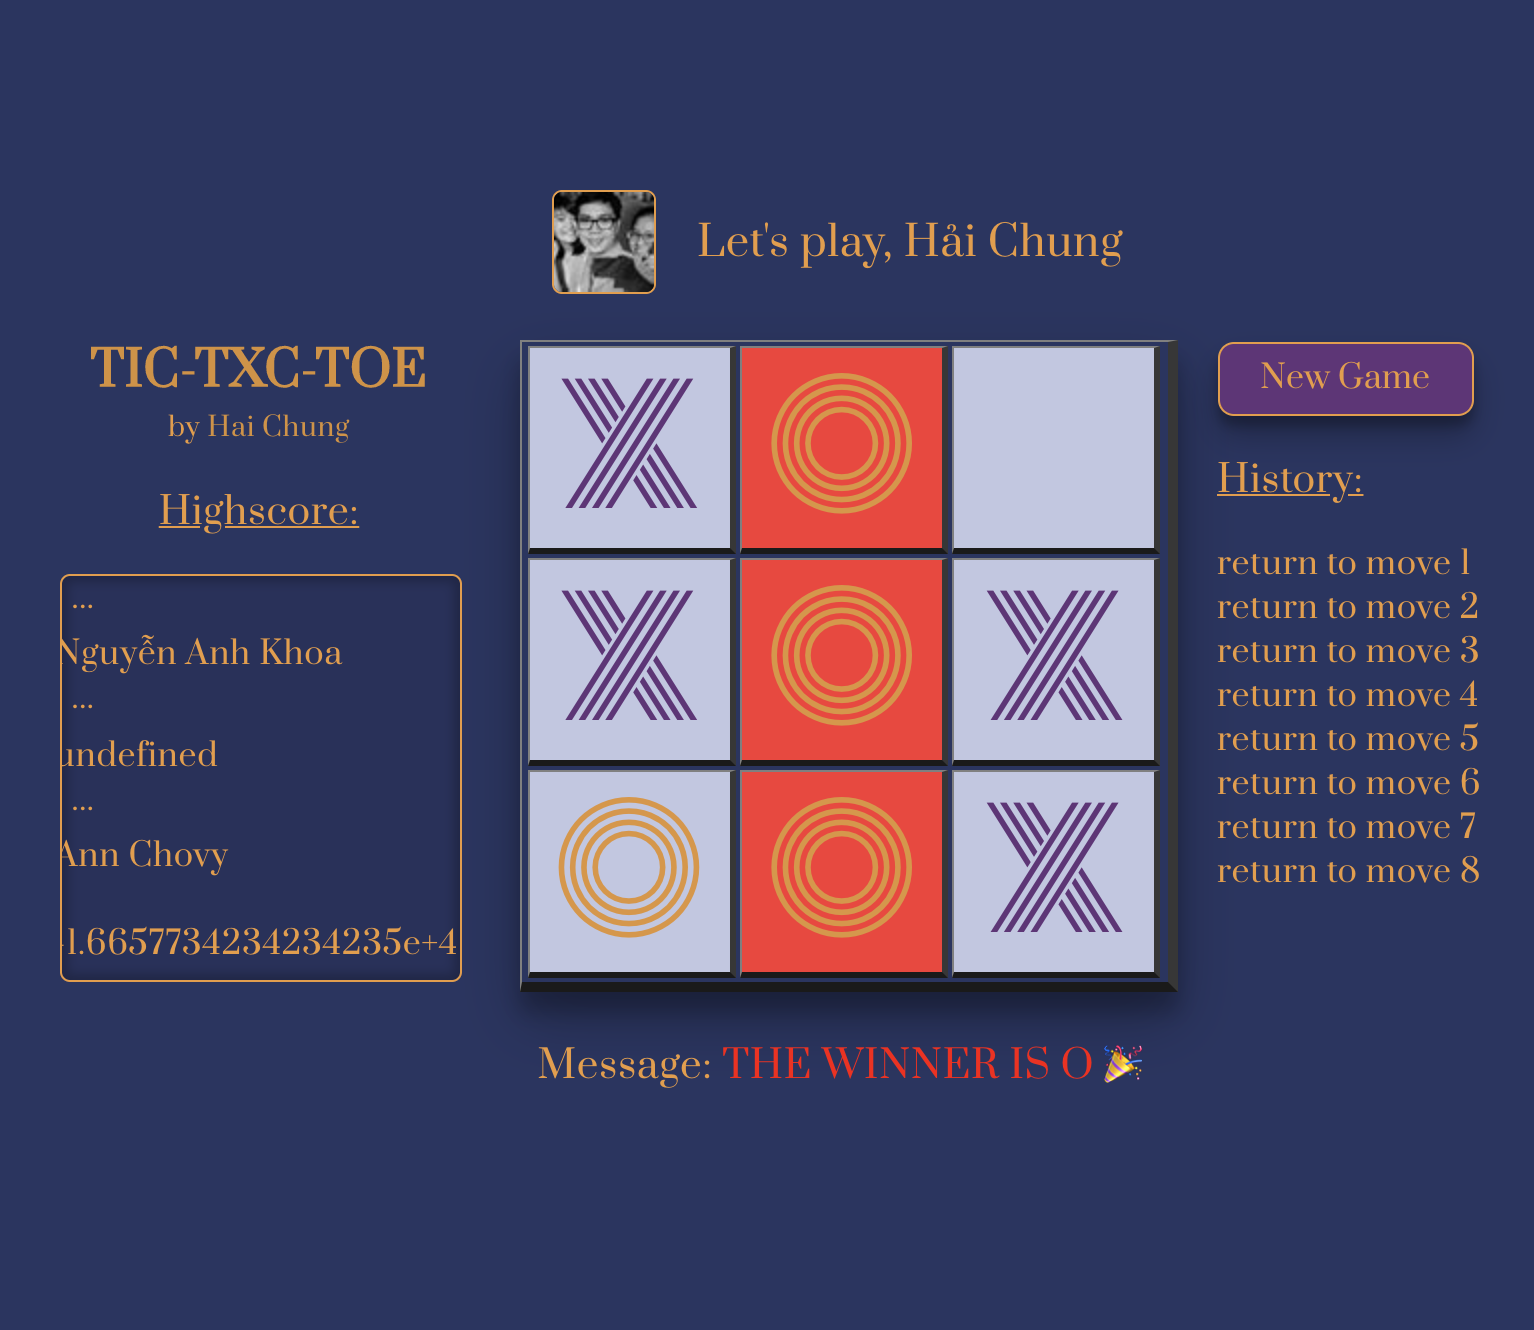 Let's play, Hải Chung
TIC-TXC-TOE
by Hai Chung
Highscore:
...
Nguyễn Anh Khoa
...
undefined
...
Ann Chovy
-1.6657734234234235e+4
New Game
History:
return to move 1
return to move 2
return to move 3
return to move 4
return to move 5
return to move 6
return to move 7
return to move 8
X O
X O X
O O X
Message: THE WINNER IS O 🎉